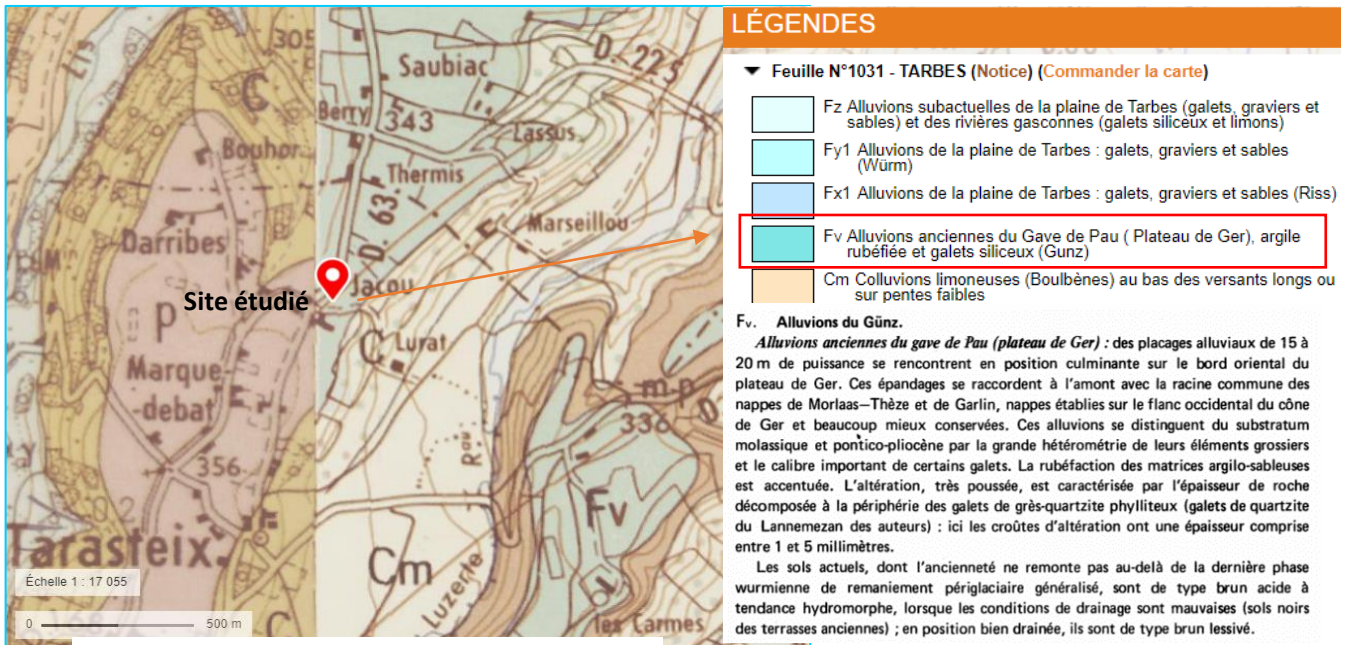 305
Lis
Saubiac
D. 225
C
Berry
343
Lassus
Bouhor
Thermis
D. 63.
Marseillou
Darribes
Site étudié
Jacou
p
C
Lurat
Marque-
-debat
m-p
336
Rau
356
Fv
Tarasteix.
Cm
Luzerte
C
les Carmes
Échelle 1 : 17 055
0
500 m
LÉGENDES
Feuille N°1031 - TARBES (Notice) (Commander la carte)
Fz Alluvions subactuelles de la plaine de Tarbes (galets, graviers et
sables) et des rivières gasconnes (galets siliceux et limons)
Fy1 Alluvions de la plaine de Tarbes : galets, graviers et sables
(Würm)
Fx1 Alluvions de la plaine de Tarbes : galets, graviers et sables (Riss)
Fv Alluvions anciennes du Gave de Pau ( Plateau de Ger), argile
rubéfiée et galets siliceux (Gunz)
Cm Colluvions limoneuses (Boulbènes) au bas des versants longs ou
sur pentes faibles
Fv. Alluvions du Günz.
Alluvions anciennes du gave de Pau (plateau de Ger) : des placages alluviaux de 15 à
20 m de puissance se rencontrent en position culminante sur le bord oriental du
plateau de Ger. Ces épandages se raccordent à l'amont avec la racine commune des
nappes de Morlaas—Thèze et de Garlin, nappes établies sur le flanc occidental du cône
de Ger et beaucoup mieux conservées. Ces alluvions se distinguent du substratum
molassique et pontico-pliocène par la grande hétérométrie de leurs éléments grossiers
et le calibre important de certains galets. La rubéfaction des matrices argilo-sableuses
est accentuée. L'altération, très poussée, est caractérisée par l'épaisseur de roche
décomposée à la périphérie des galets de grès-quartzite phylliteux (galets de quartzite
du Lannemezan des auteurs) : ici les croûtes d'altération ont une épaisseur comprise
entre 1 et 5 millimètres.
Les sols actuels, dont l'ancienneté ne remonte pas au-delà de la dernière phase
wurmienne de remaniement périglaciaire généralisé, sont de type brun acide à
tendance hydromorphe, lorsque les conditions de drainage sont mauvaises (sols noirs
des terrasses anciennes) ; en position bien drainée, ils sont de type brun lessivé.